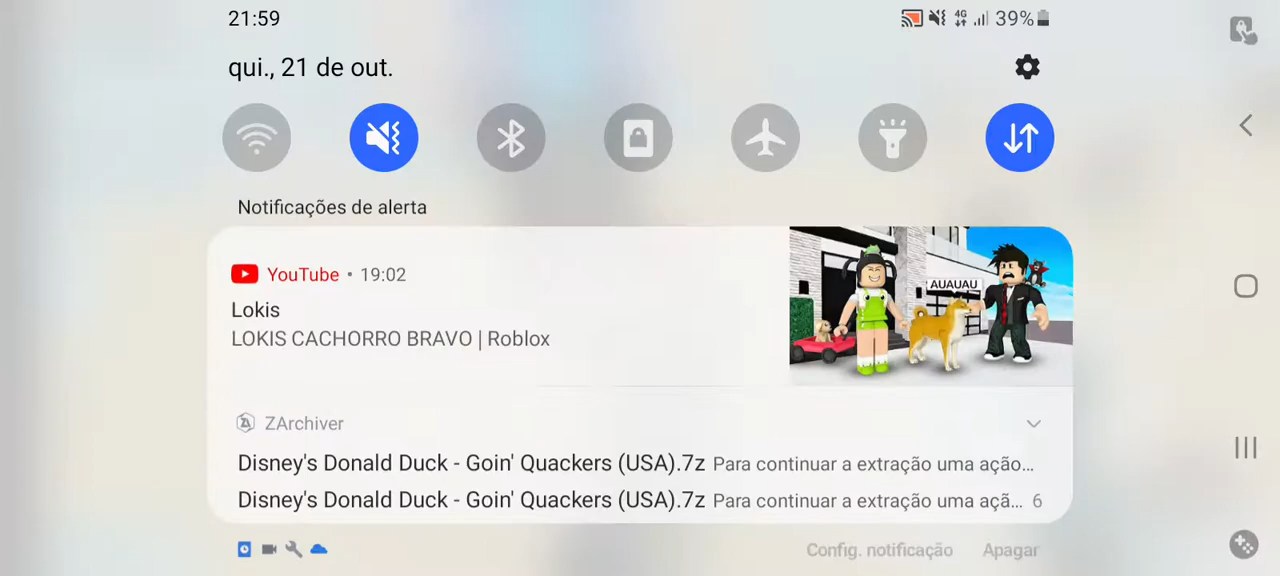 21:59
4G
39%
qui., 21 de out.
Notificações de alerta
YouTube • 19:02
Lokis
LOKIS CACHORRO BRAVO | Roblox
AUAUAU
ZArchiver
Disney's Donald Duck - Goin' Quackers (USA).7z Para continuar a extração uma ação...
Disney's Donald Duck - Goin' Quackers (USA).7z Para continuar a extração uma açã... 6
Config. notificação Apagar